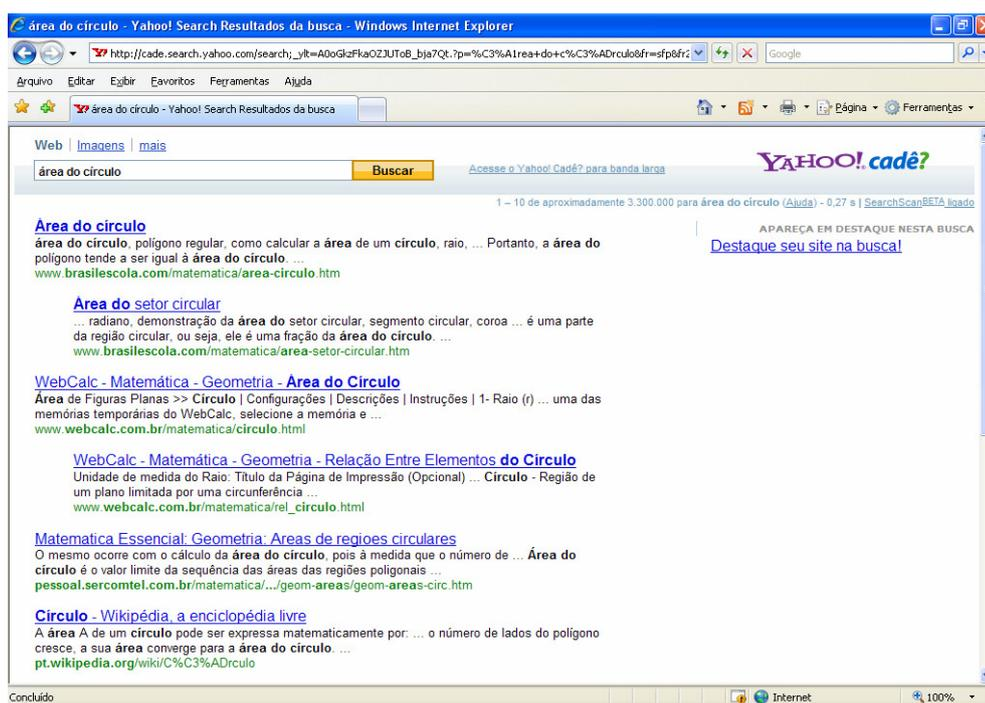 área do círculo - Yahoo! Search Resultados da busca - Windows Internet Explorer
http://cade.search.yahoo.com/search;_ylt=A0oGkzFkaOZJUToB_bja7Qt.?p=%C3%A1rea+do+c%C3%ADrculo&fr=sfp&fr2
Google
Arquivo Editar Exibir Favoritos Ferramentas Ajuda
área do círculo - Yahoo! Search Resultados da busca
Página Ferramentas
Web | Imagens | mais
área do círculo
Buscar
Acesse o Yahoo! Cadê? para banda larga
YAHOO! cadê?
1 – 10 de aproximadamente 3.300.000 para área do círculo (Ajuda) - 0,27 s | SearchScanBETA ligado
APAREÇA EM DESTAQUE NESTA BUSCA
Destaque seu site na busca!
Área do círculo
área do círculo, polígono regular, como calcular a área de um círculo, raio, ... Portanto, a área do
polígono tende a ser igual à área do círculo. ...
www.brasilescola.com/matematica/area-circulo.htm
Área do setor circular
... radiano, demonstração da área do setor circular, segmento circular, coroa ... é uma parte
da região circular, ou seja, ele é uma fração da área do círculo. ...
www.brasilescola.com/matematica/area-setor-circular.htm
WebCalc - Matemática - Geometria - Área do Círculo
Área de Figuras Planas >> Círculo | Configurações | Descrições | Instruções | 1- Raio (r) ... uma das
memórias temporárias do WebCalc, selecione a memória e ...
www.webcalc.com.br/matematica/circulo.html
WebCalc - Matemática - Geometria - Relação Entre Elementos do Círculo
Unidade de medida do Raio: Título da Página de Impressão (Opcional) ... Círculo - Região de
um plano limitada por uma circunferência ...
www.webcalc.com.br/matematica/rel_circulo.html
Matematica Essencial: Geometria: Areas de regioes circulares
O mesmo ocorre com o cálculo da área do círculo, pois à medida que o número de ... Área do
círculo é o valor limite da sequência das áreas das regiões poligonais ...
pessoal.sercomtel.com.br/matematica/.../geom-areas/geom-areas-circ.htm
Círculo - Wikipédia, a enciclopédia livre
A área A de um círculo pode ser expressa matematicamente por: ... o número de lados do polígono
cresce, a sua área converge para a área do círculo. ...
pt.wikipedia.org/wiki/C%C3%ADrculo
Concluído
Internet
100%